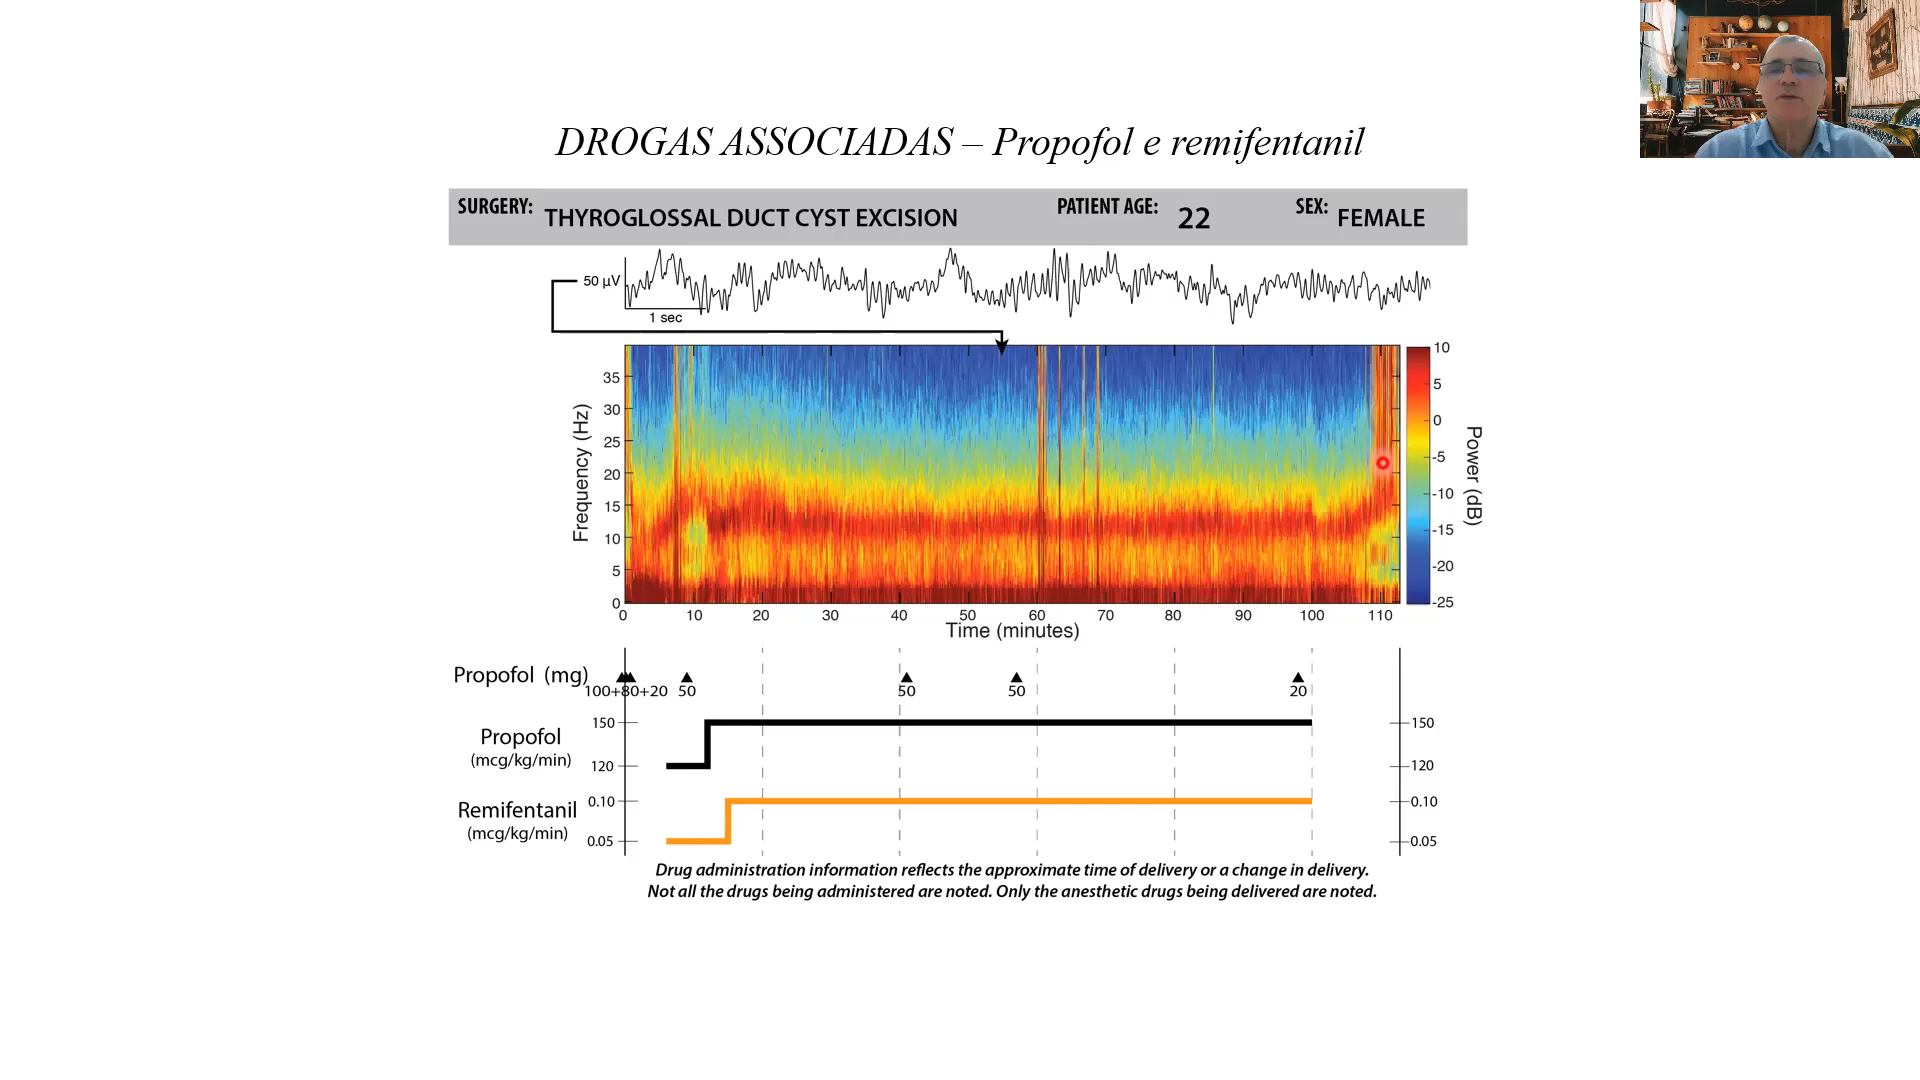 DROGAS ASSOCIADAS – Propofol e remifentanil
SURGERY: THYROGLOSSAL DUCT CYST EXCISION PATIENT AGE: 22 SEX: FEMALE
50 µV
1 sec
35
30
25
20
15
10
5
0
Frequency (Hz)
0 10 20 30 40 50 60 70 80 90 100 110
Time (minutes)
10
5
0
-5
-10
-15
-20
-25
Power (dB)
Propofol (mg)
100+80+20 50 50 50 20
Propofol
(mcg/kg/min)
150
120
150
120
Remifentanil
(mcg/kg/min)
0.10
0.05
0.10
0.05
Drug administration information reflects the approximate time of delivery or a change in delivery.
Not all the drugs being administered are noted. Only the anesthetic drugs being delivered are noted.